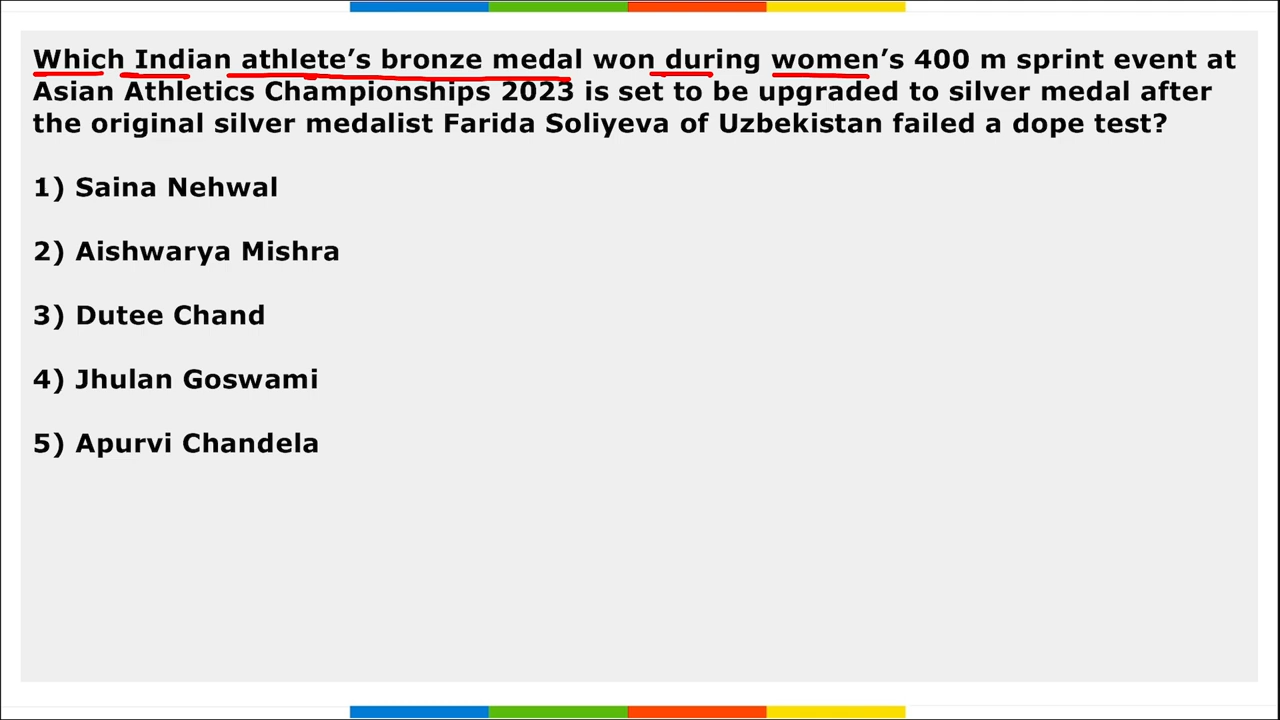 Which Indian athlete’s bronze medal won during women’s 400 m sprint event at
Asian Athletics Championships 2023 is set to be upgraded to silver medal after
the original silver medalist Farida Soliyeva of Uzbekistan failed a dope test?
1) Saina Nehwal
2) Aishwarya Mishra
3) Dutee Chand
4) Jhulan Goswami
5) Apurvi Chandela